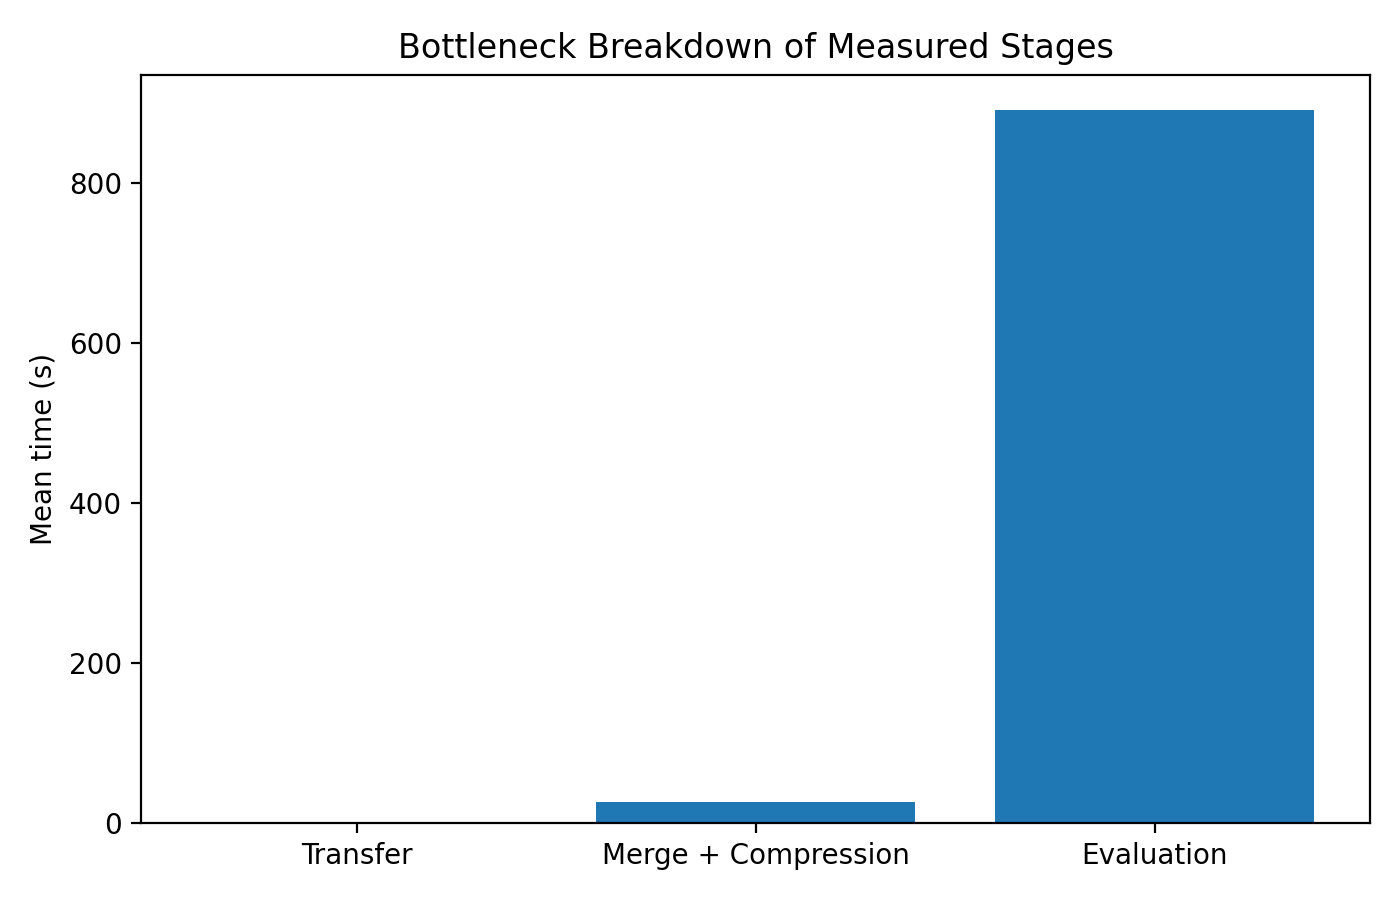 Bottleneck Breakdown of Measured Stages
Mean time (s)
800
600
400
200
0
Transfer
Merge + Compression
Evaluation